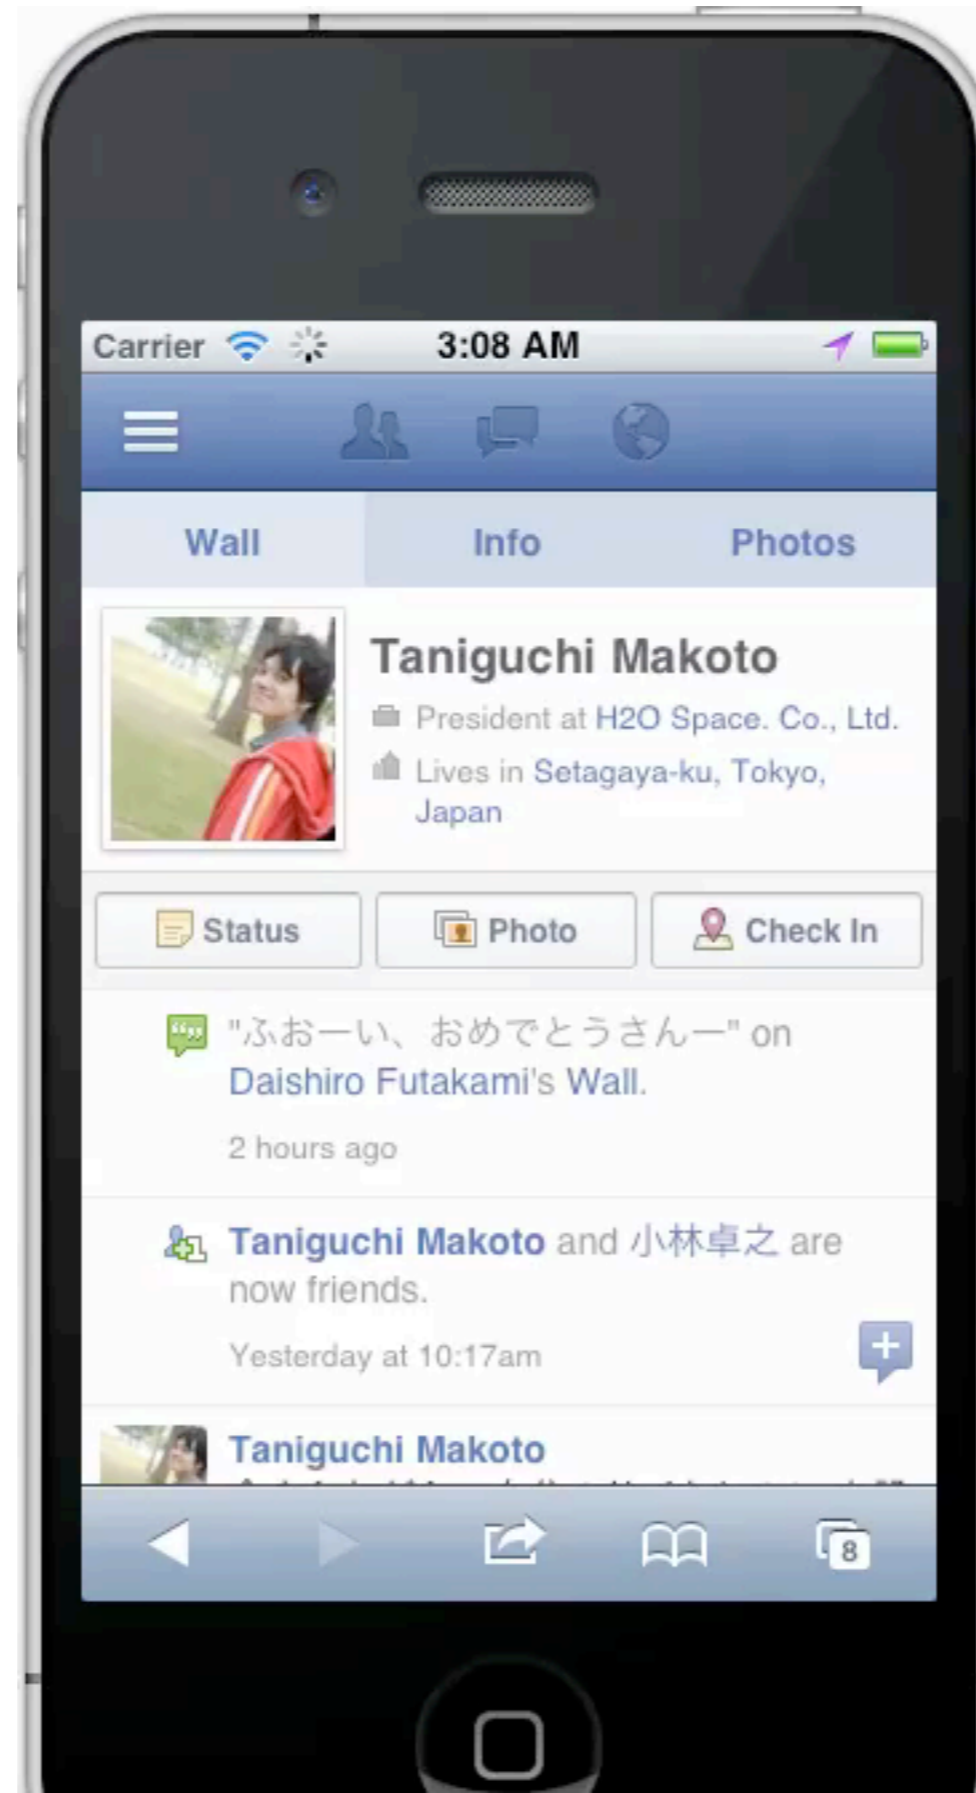 Carrier 3:08 AM
Wall Info Photos
Taniguchi Makoto
President at H2O Space. Co., Ltd.
Lives in Setagaya-ku, Tokyo,
Japan
Status Photo Check In
"ふおーい、おめでとうさんー" on
Daishiro Futakami's Wall.
2 hours ago
Taniguchi Makoto and 小林卓之 are
now friends.
Yesterday at 10:17am
Taniguchi Makoto
8